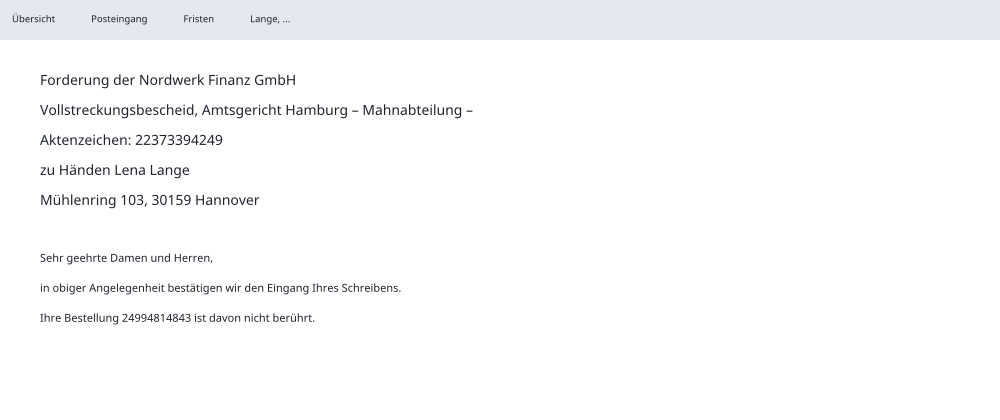 Übersicht Posteingang Fristen Lange, ...
Forderung der Nordwerk Finanz GmbH
Vollstreckungsbescheid, Amtsgericht Hamburg – Mahnabteilung –
Aktenzeichen: 22373394249
zu Händen Lena Lange
Mühlenring 103, 30159 Hannover
Sehr geehrte Damen und Herren,
in obiger Angelegenheit bestätigen wir den Eingang Ihres Schreibens.
Ihre Bestellung 24994814843 ist davon nicht berührt.